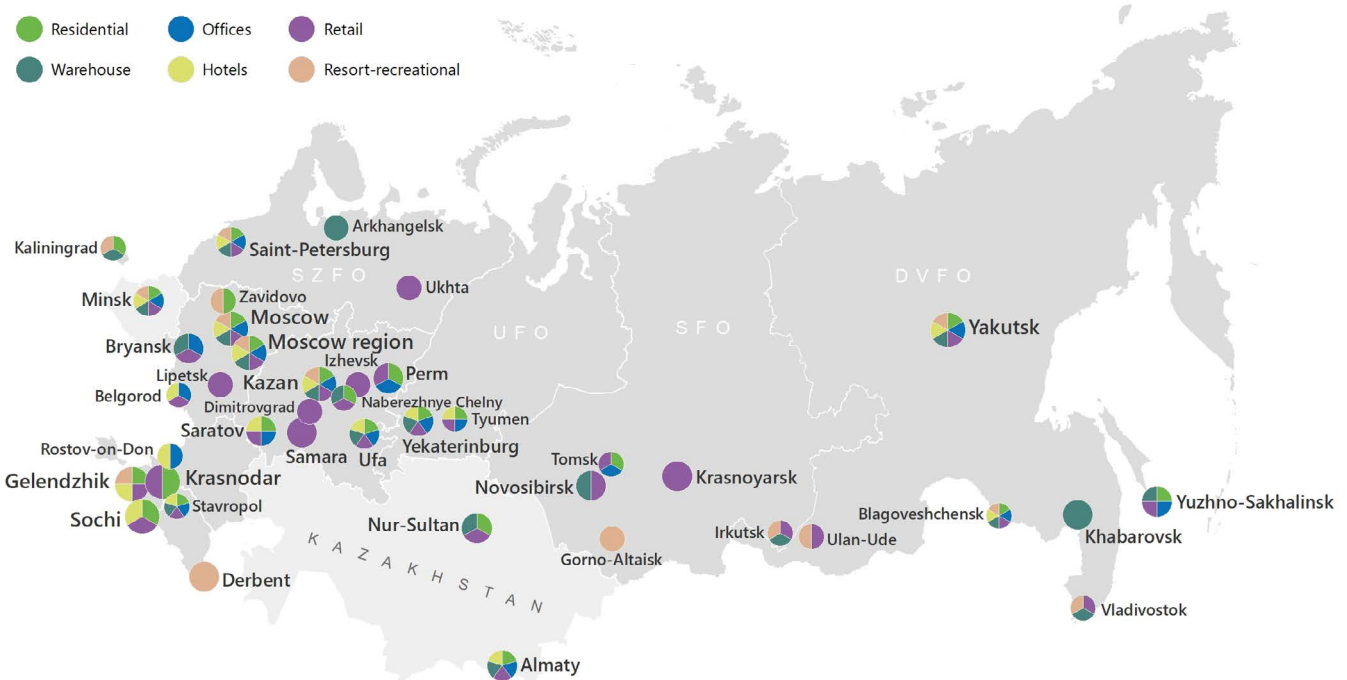 Residential
Offices
Retail
Warehouse
Hotels
Resort-recreational
Arkhangelsk
Kaliningrad
Saint-Petersburg
SZFO
DVFO
Ukhta
Minsk
Zavidovo
Moscow
UFO
SFO
Yakutsk
Bryansk
Moscow region
Izhevsk
Lipetsk
Kazan
Perm
Belgorod
Naberezhnye Chelny
Dimitrovgrad
Tyumen
Saratov
Yekaterinburg
Rostov-on-Don
Samara
Ufa
Tomsk
Gelendzhik
Krasnodar
Novosibirsk
Krasnoyarsk
Stavropol
Yuzhno-Sakhalinsk
Sochi
Blagoveshchensk
Nur-Sultan
Irkutsk
Ulan-Ude
Khabarovsk
Gorno-Altaisk
KAZAKHSTAN
Derbent
Vladivostok
Almaty